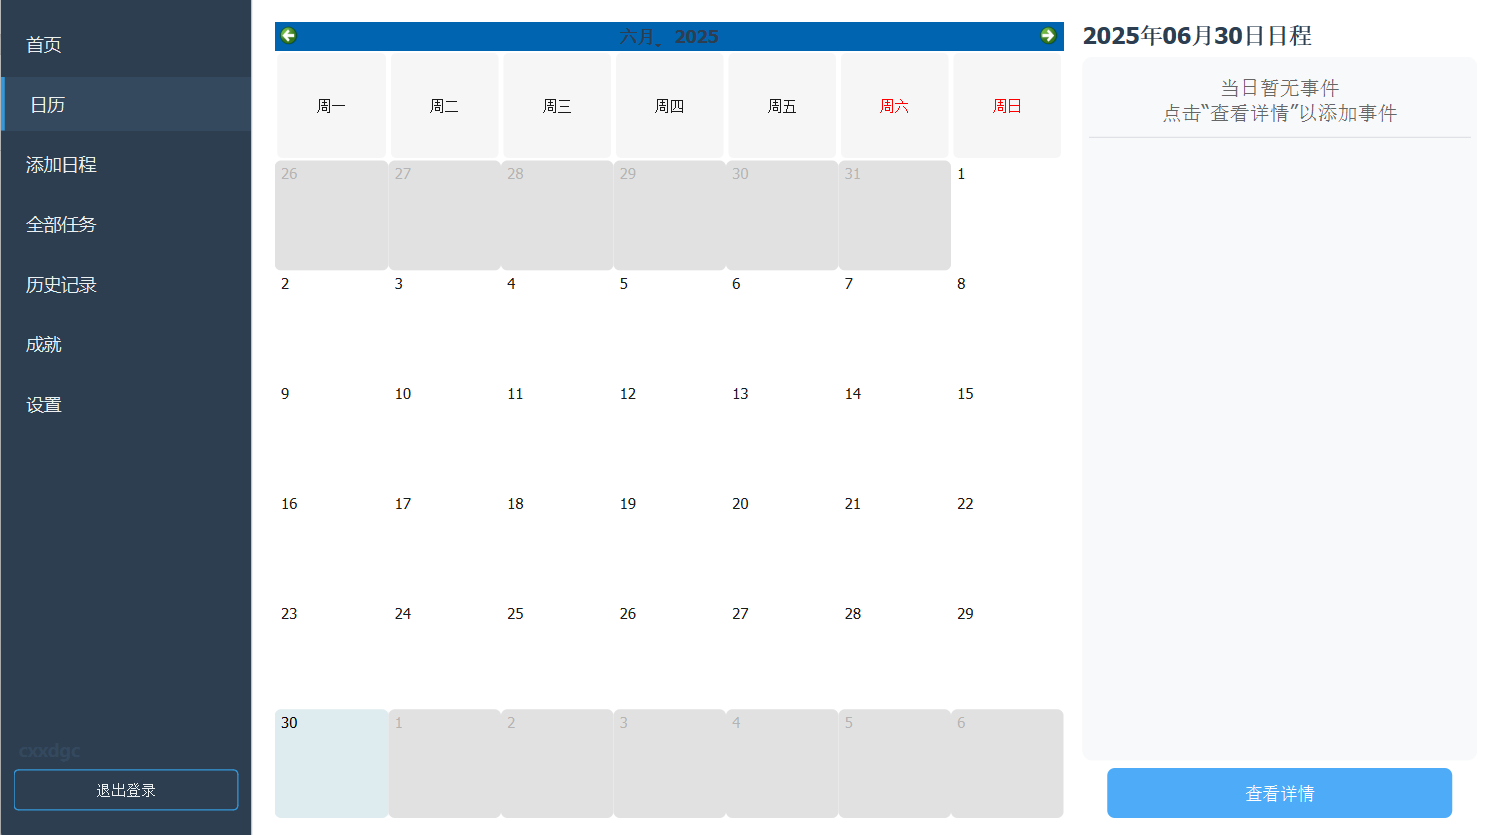 首页
日历
添加日程
全部任务
历史记录
成就
设置
cxxdgc
退出登录
六月 2025
周一 周二 周三 周四 周五 周六 周日
26 27 28 29 30 31 1
2 3 4 5 6 7 8
9 10 11 12 13 14 15
16 17 18 19 20 21 22
23 24 25 26 27 28 29
30 1 2 3 4 5 6
2025年06月30日日程
当日暂无事件
点击“查看详情”以添加事件
查看详情